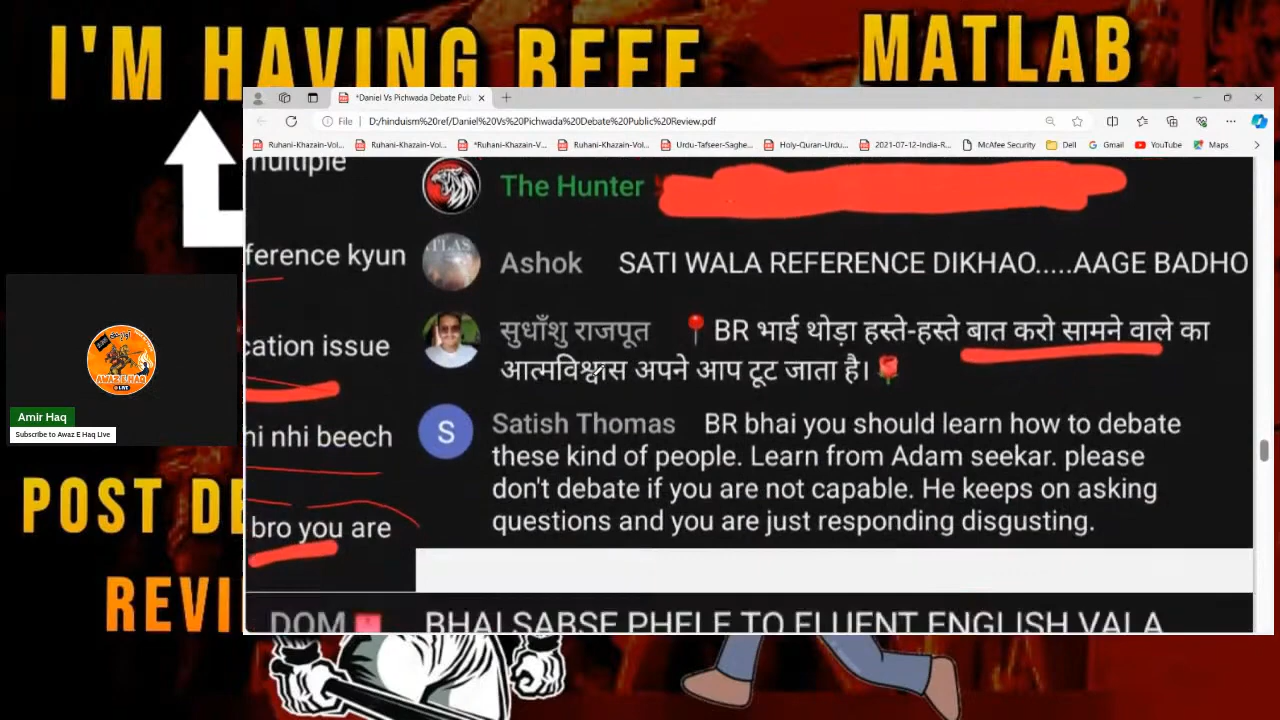 I'M HAVING BEEF
MATLAB
*Daniel Vs Pichwada Debate Pub
File
D:/hinduism%20ref/Daniel%20Vs%20Pichwada%20Debate%20Public%20Review.pdf
Ruhani-Khazain-Vol...
Ruhani-Khazain-Vol...
*Ruhani-Khazain-V...
Ruhani-Khazain-Vol...
Urdu-Tafseer-Saghe...
Holy-Quran-Urdu...
2021-07-12-India-R...
McAfee Security
Dell
Gmail
YouTube
Maps
multiple
The Hunter
ference kyun
Ashok SATI WALA REFERENCE DIKHAO.....AAGE BADHO
सुधाँशु राजपूत 📍BR भाई थोड़ा हस्ते-हस्ते बात करो सामने वाले का
आत्मविश्वास अपने आप टूट जाता है।🌹
cation issue
hi nhi beech
bro you are
S
Satish Thomas BR bhai you should learn how to debate
these kind of people. Learn from Adam seekar. please
don't debate if you are not capable. He keeps on asking
questions and you are just responding disgusting.
DOM
BHAI SABSE PHELE TO FLUENT ENGLISH VALA
AWAZ E HAQ
LIVE
Amir Haq
Subscribe to Awaz E Haq Live
POST DE
REVI